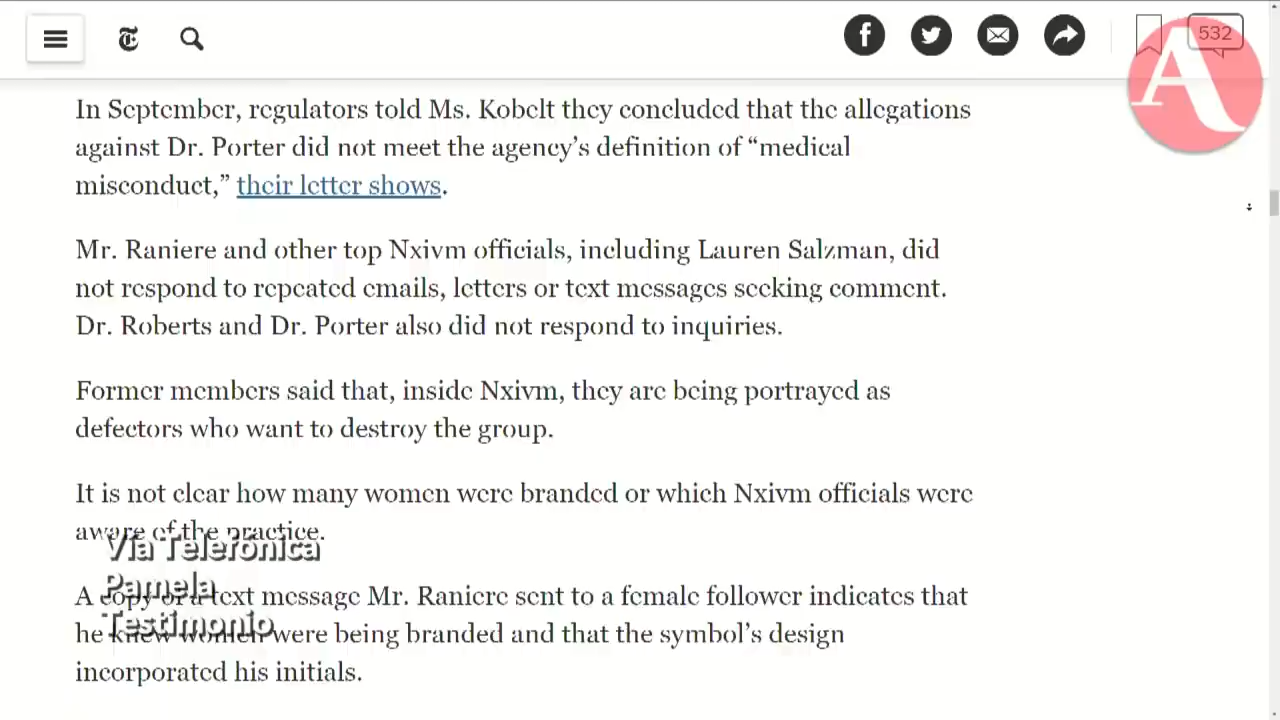 532
A
In September, regulators told Ms. Kobelt they concluded that the allegations
against Dr. Porter did not meet the agency’s definition of “medical
misconduct,” their letter shows.
Mr. Raniere and other top Nxivm officials, including Lauren Salzman, did
not respond to repeated emails, letters or text messages seeking comment.
Dr. Roberts and Dr. Porter also did not respond to inquiries.
Former members said that, inside Nxivm, they are being portrayed as
defectors who want to destroy the group.
It is not clear how many women were branded or which Nxivm officials were
aware of the practice.
Vía Telefónica
Pamela
Testimonio
A copy of a text message Mr. Raniere sent to a female follower indicates that
he knew women were being branded and that the symbol’s design
incorporated his initials.